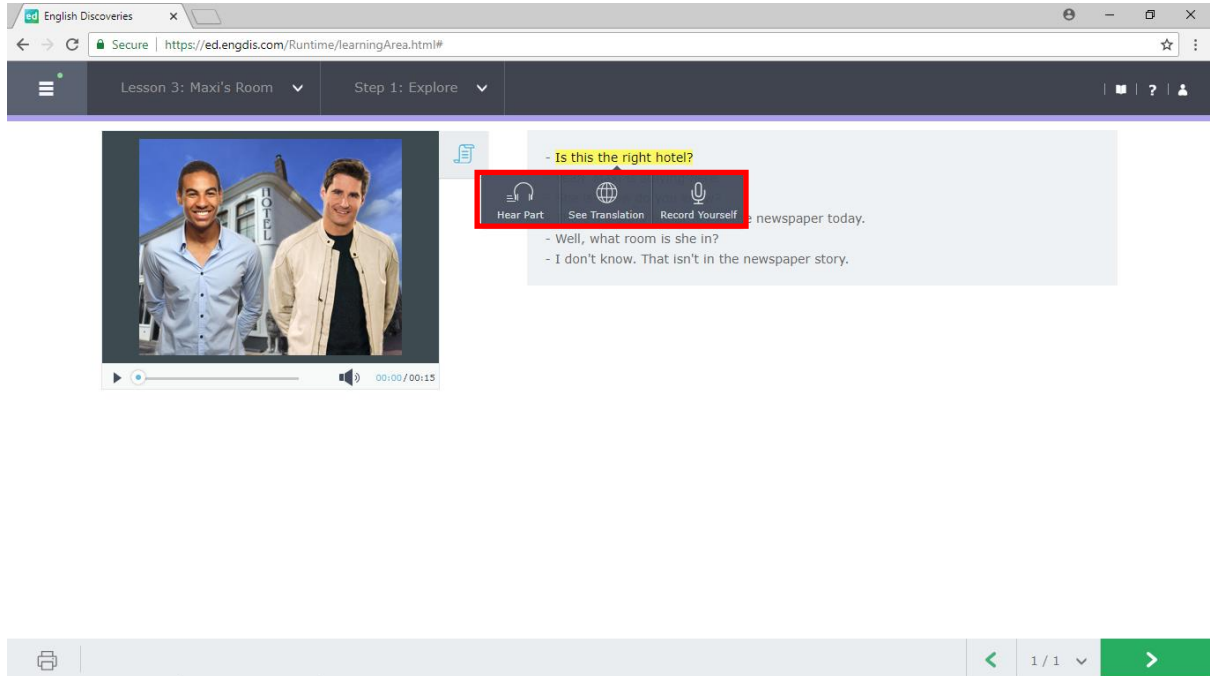 English Discoveries
Secure | https://ed.engdis.com/Runtime/learningArea.html#
Lesson 3: Maxi's Room
Step 1: Explore
?
HOTEL
- Is this the right hotel?
Hear Part
See Translation
Record Yourself
newspaper today.
- Well, what room is she in?
- I don't know. That isn't in the newspaper story.
00:00/00:15
1 / 1